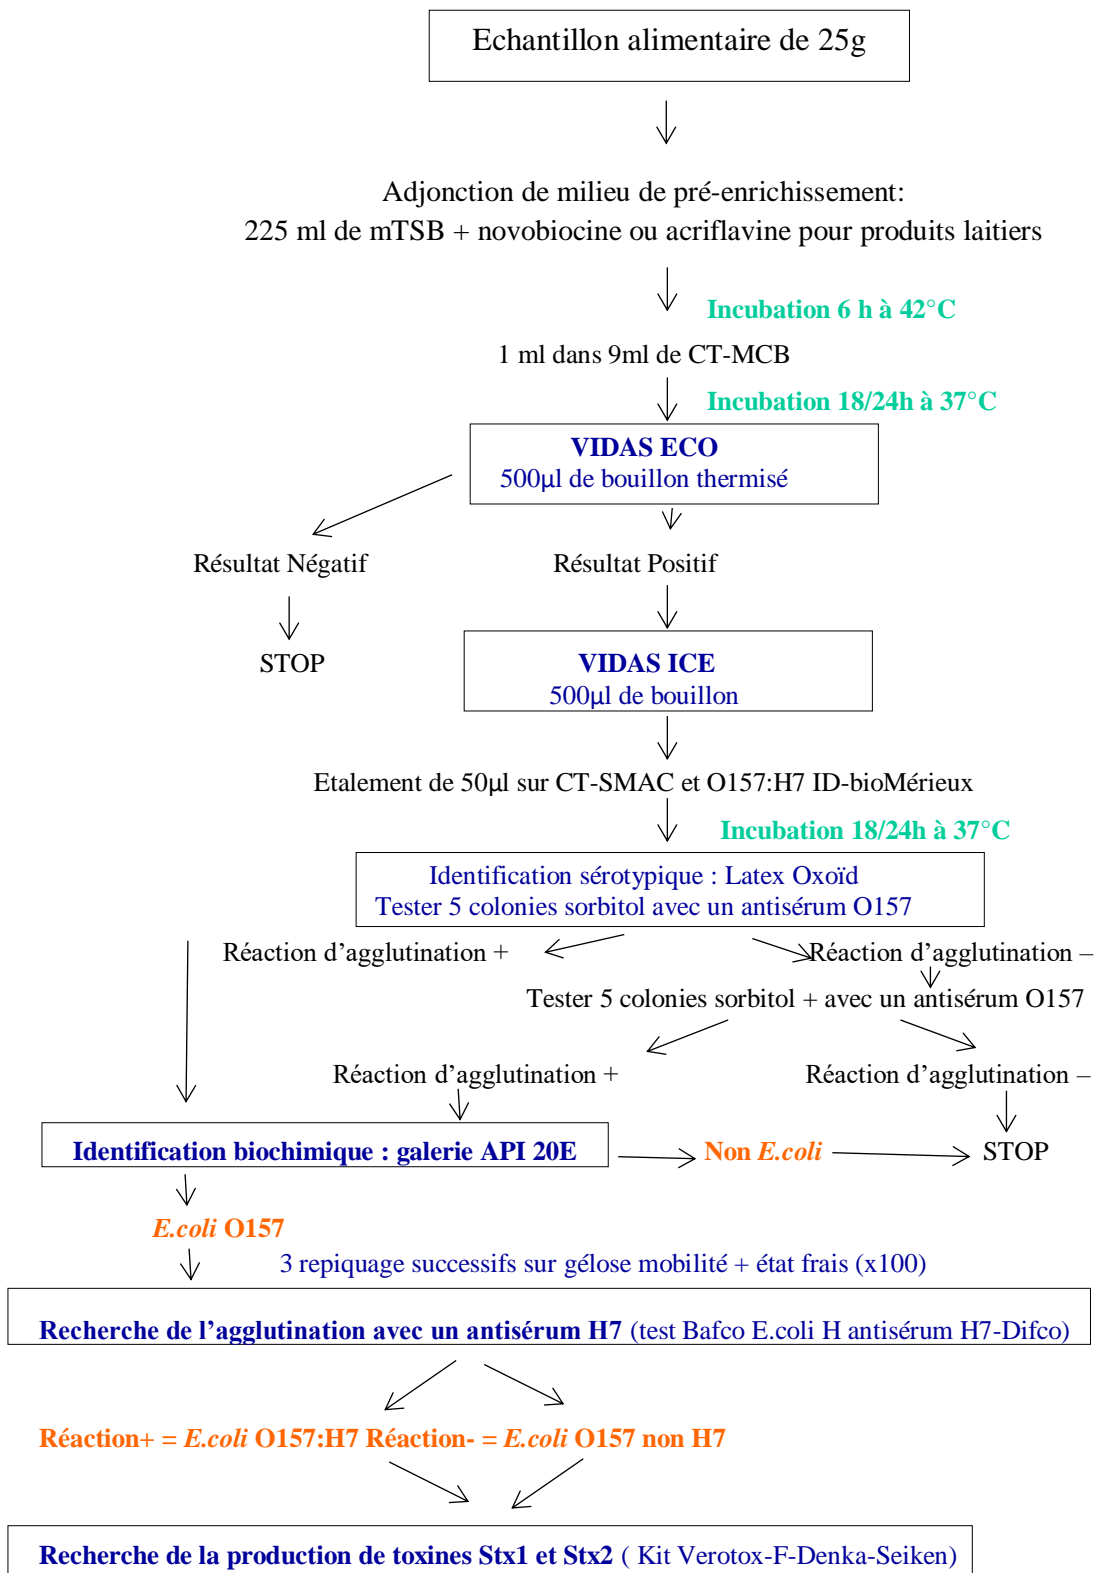 Echantillon alimentaire de 25g
Adjonction de milieu de pré-enrichissement:
225 ml de mTSB + novobiocine ou acriflavine pour produits laitiers
Incubation 6 h à 42°C
1 ml dans 9ml de CT-MCB
Incubation 18/24h à 37°C
VIDAS ECO
500µl de bouillon thermisé
Résultat Négatif
Résultat Positif
STOP
VIDAS ICE
500µl de bouillon
Etalement de 50µl sur CT-SMAC et O157:H7 ID-bioMérieux
Incubation 18/24h à 37°C
Identification sérotypique : Latex Oxoïd
Tester 5 colonies sorbitol avec un antisérum O157
Réaction d’agglutination +
Réaction d’agglutination –
Tester 5 colonies sorbitol + avec un antisérum O157
Réaction d’agglutination +
Réaction d’agglutination –
Identification biochimique : galerie API 20E
Non E.coli
STOP
E.coli O157
3 repiquage successifs sur gélose mobilité + état frais (x100)
Recherche de l’agglutination avec un antisérum H7 (test Bafco E.coli H antisérum H7-Difco)
Réaction+ = E.coli O157:H7 Réaction- = E.coli O157 non H7
Recherche de la production de toxines Stx1 et Stx2 ( Kit Verotox-F-Denka-Seiken)